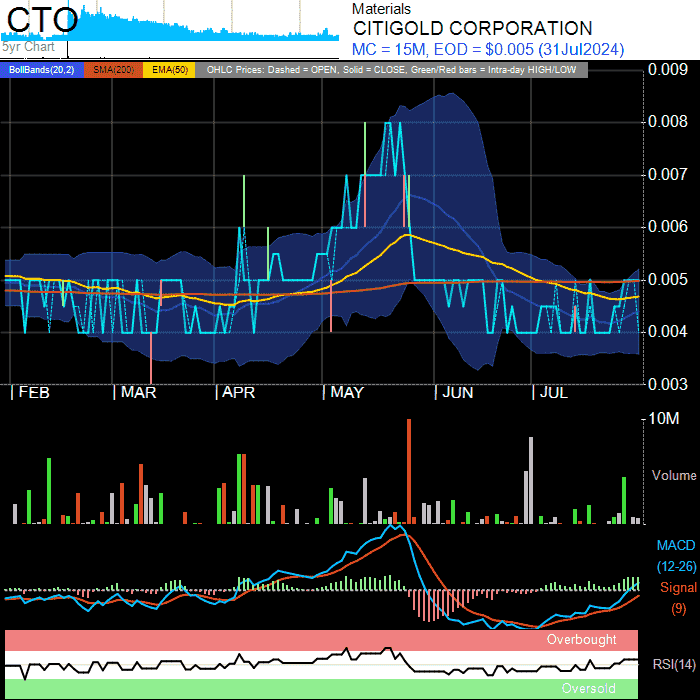 CTO
5yr Chart
Materials
CITIGOLD CORPORATION
MC = 15M, EOD = $0.005 (31Jul2024)
BollBands(20,2) SMA(200) EMA(50) OHLC Prices: Dashed = OPEN, Solid = CLOSE, Green/Red bars = Intra-day HIGH/LOW
0.009
0.008
0.007
0.006
0.005
0.004
0.003
FEB MAR APR MAY JUN JUL
10M
Volume
MACD
(12-26)
Signal
(9)
Overbought
RSI(14)
Oversold